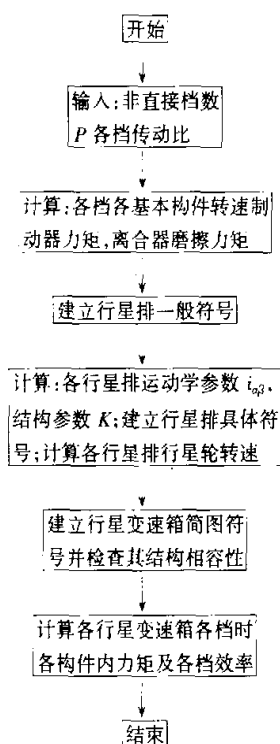 开始
输入:非直接档数
P 各档传动比
计算:各档各基本构件转速制
动器力矩,离合器磨擦力矩
建立行星排一般符号
计算:各行星排运动学参数 iαβ、
结构参数 K;建立行星排具体符
号;计算各行星排行星轮转速
建立行星变速箱简图符
号并检查其结构相容性
计算各行星变速箱各档时
各构件内力矩及各档效率
结束